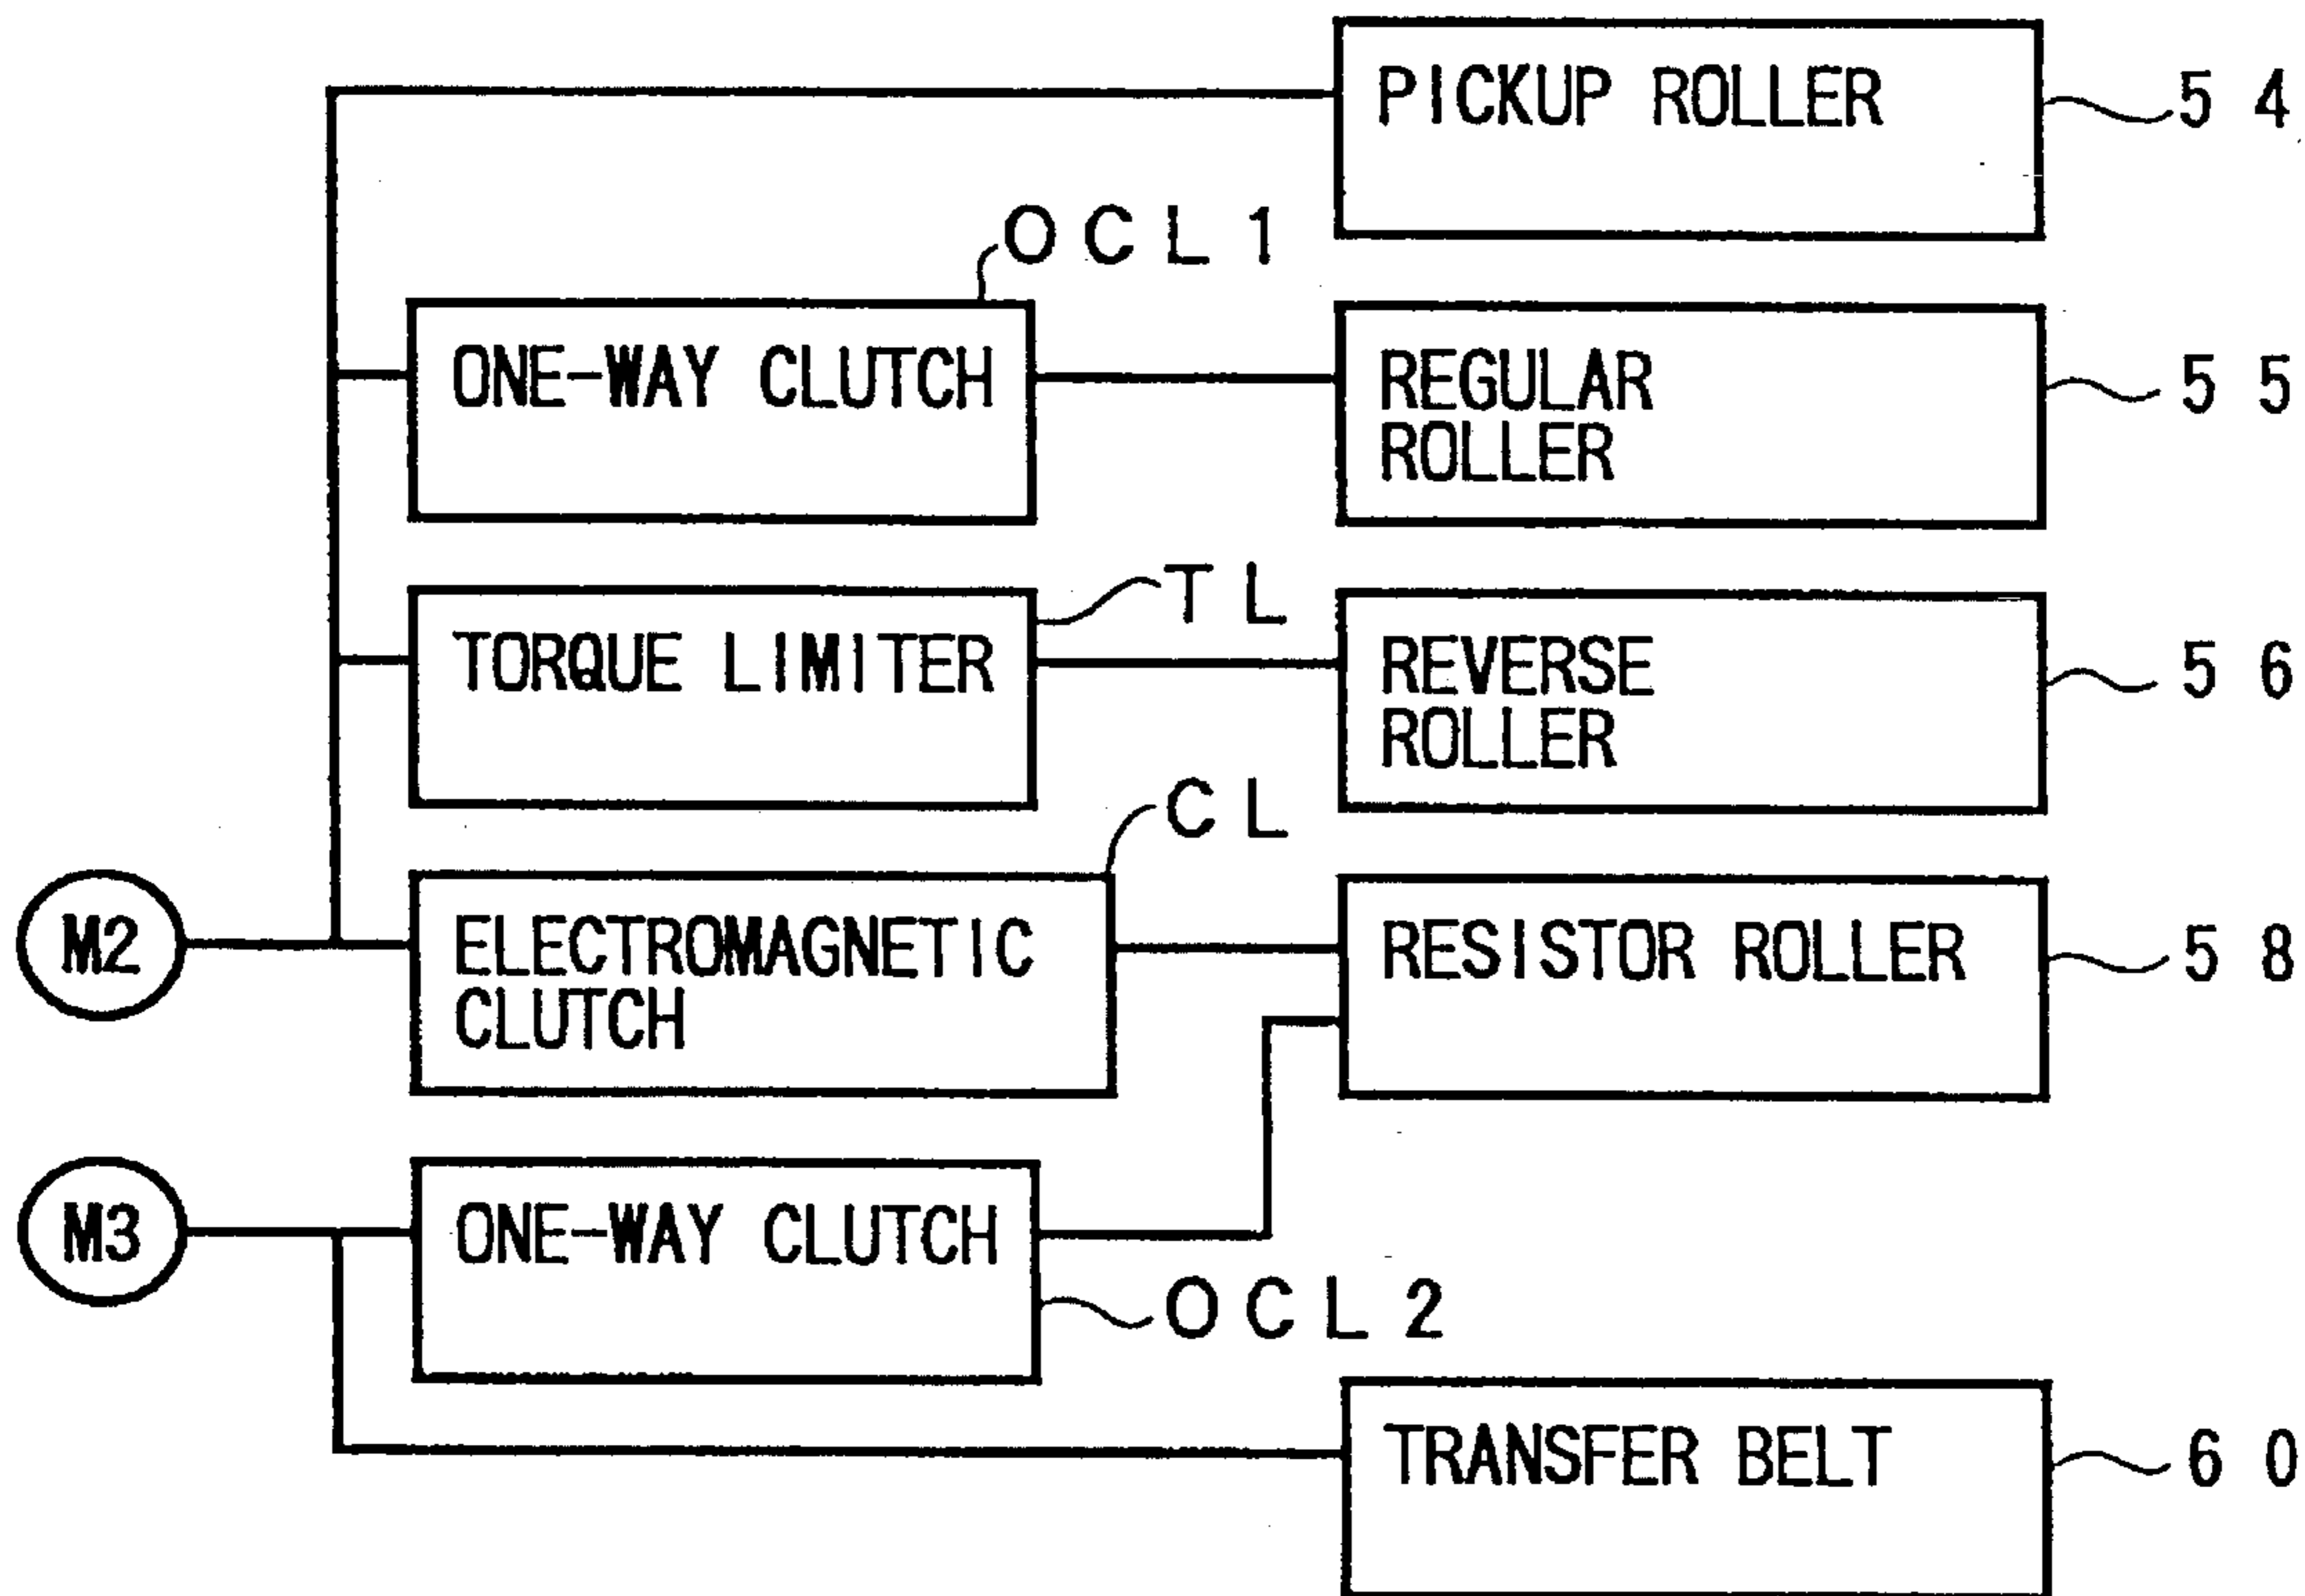 PICKUP ROLLER
54
OCL1
ONE-WAY CLUTCH
REGULAR
ROLLER
55
TL
TORQUE LIMITER
REVERSE
ROLLER
56
CL
M2
ELECTROMAGNETIC
CLUTCH
RESISTOR ROLLER
58
M3
ONE-WAY CLUTCH
OCL2
TRANSFER BELT
60